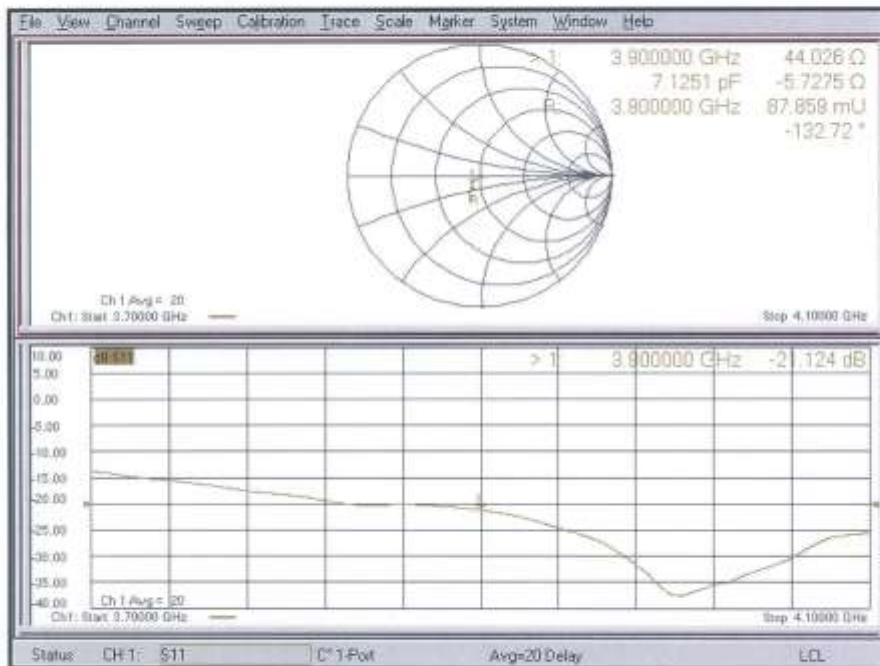 File View Channel Sweep Calibration Trace Scale Marker System Window Help
> 1: 3.900000 GHz 44.026 Ω
7.1251 pF -5.7275 Ω
R: 3.900000 GHz 87.859 mU
-132.72 °
Ch 1 Avg = 20
Ch1: Start 3.70000 GHz
Stop 4.10000 GHz
10.00
dB S11
> 1: 3.900000 GHz -21.124 dB
5.00
0.00
-5.00
-10.00
-15.00
-20.00
-25.00
-30.00
-35.00
-40.00
Ch 1 Avg = 20
Ch1: Start 3.70000 GHz
Stop 4.10000 GHz
Status CH 1: S11 C* 1-Port Avg=20 Delay LCL